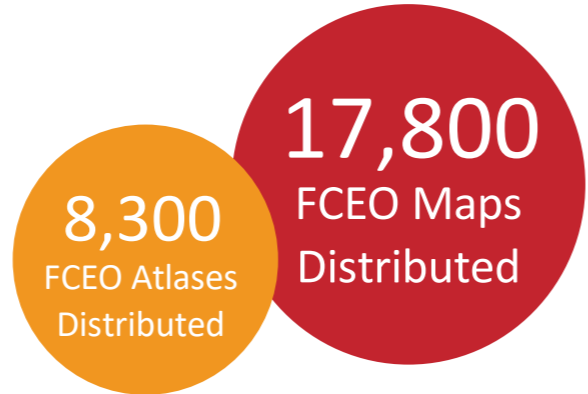 17,800
FCEO Maps
Distributed
8,300
FCEO Atlases
Distributed